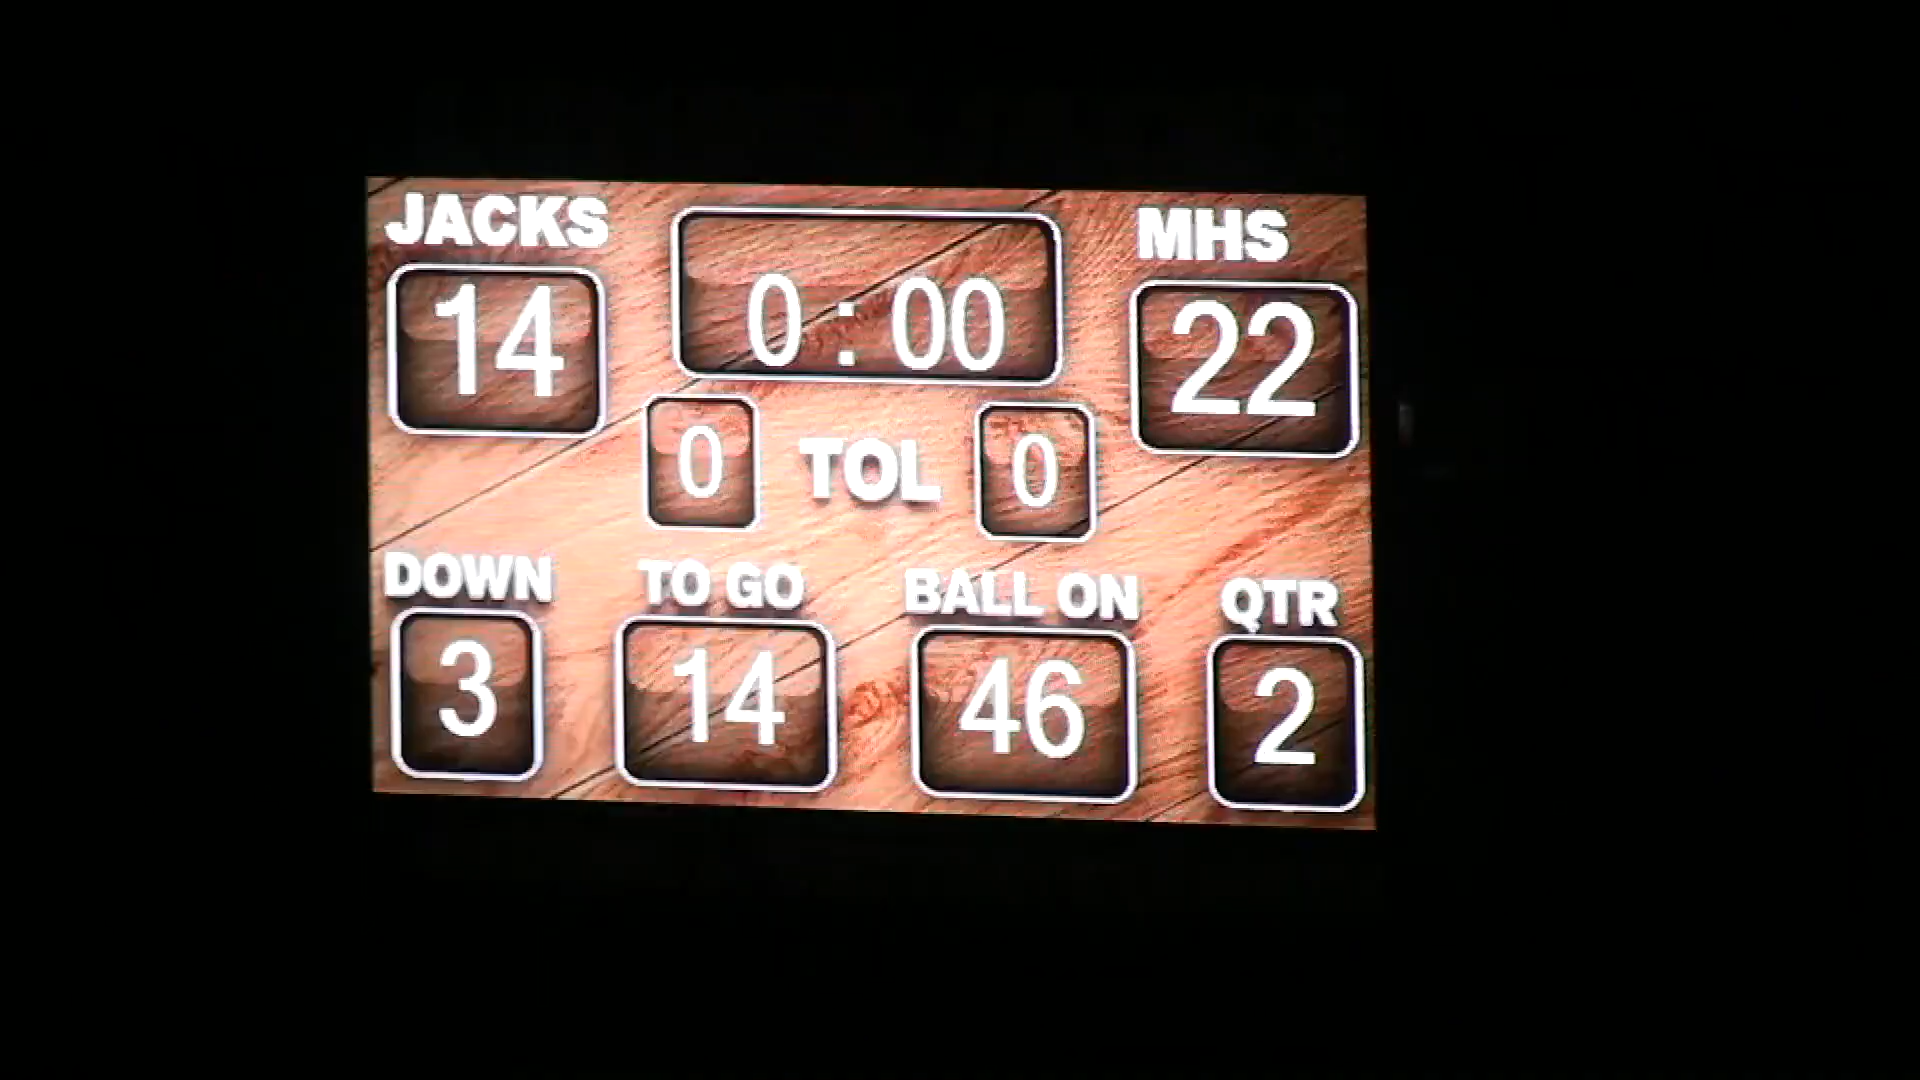 JACKS
0:00
MHS
14
22
0 TOL 0
DOWN TO GO BALL ON QTR
3 14 46 2